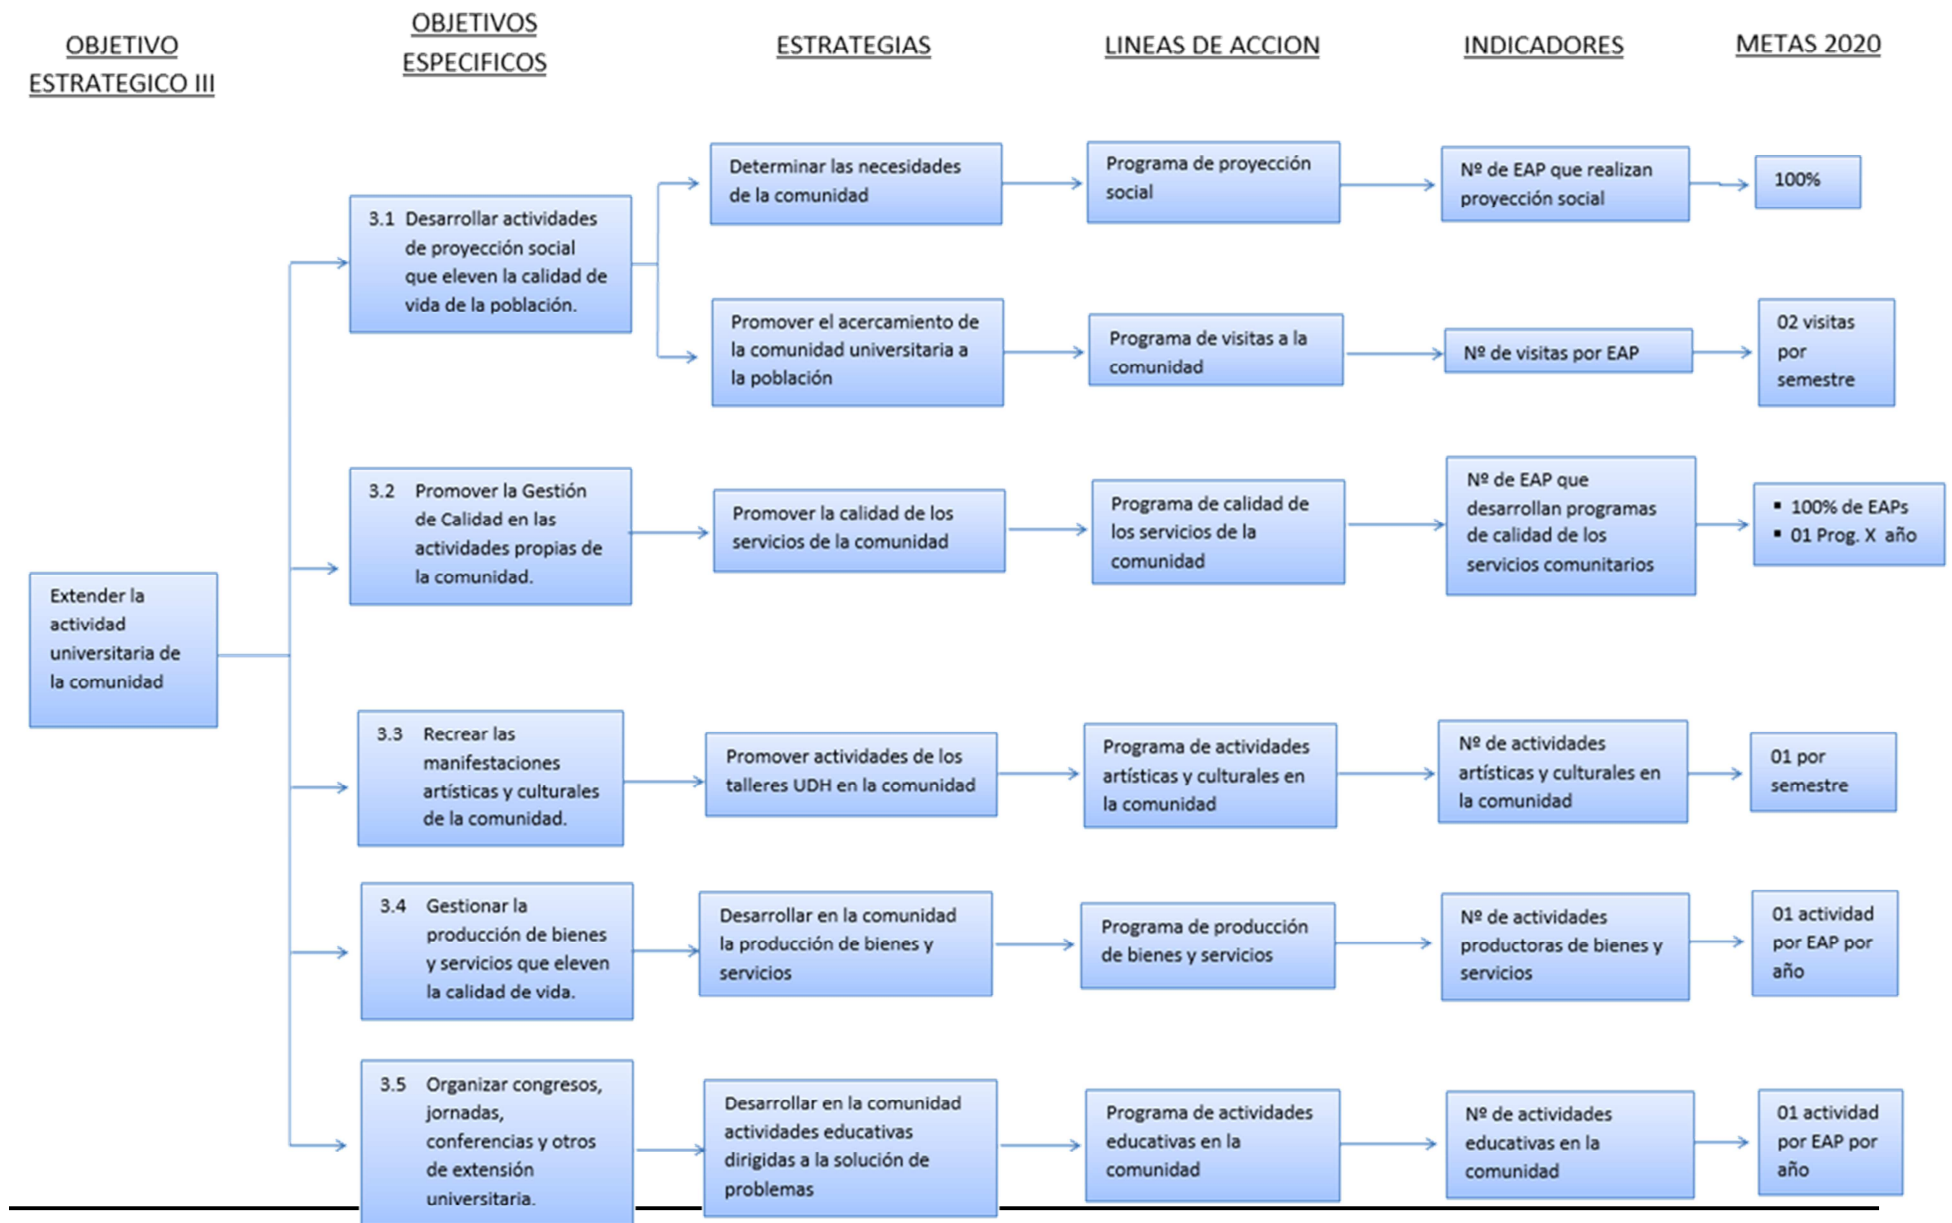 OBJETIVO
ESTRATEGICO III
OBJETIVOS
ESPECIFICOS
ESTRATEGIAS
LINEAS DE ACCION
INDICADORES
METAS 2020
Extender la
actividad
universitaria de
la comunidad
3.1 Desarrollar actividades
de proyección social
que eleven la calidad de
vida de la población.
Determinar las necesidades
de la comunidad
Programa de proyección
social
Nº de EAP que realizan
proyección social
100%
Promover el acercamiento de
la comunidad universitaria a
la población
Programa de visitas a la
comunidad
Nº de visitas por EAP
02 visitas
por
semestre
3.2 Promover la Gestión
de Calidad en las
actividades propias de
la comunidad.
Promover la calidad de los
servicios de la comunidad
Programa de calidad de
los servicios de la
comunidad
Nº de EAP que
desarrollan programas
de calidad de los
servicios comunitarios
▪ 100% de EAPs
▪ 01 Prog. X año
3.3 Recrear las
manifestaciones
artísticas y culturales
de la comunidad.
Promover actividades de los
talleres UDH en la comunidad
Programa de actividades
artísticas y culturales en
la comunidad
Nº de actividades
artísticas y culturales en
la comunidad
01 por
semestre
3.4 Gestionar la
producción de bienes
y servicios que eleven
la calidad de vida.
Desarrollar en la comunidad
la producción de bienes y
servicios
Programa de producción
de bienes y servicios
Nº de actividades
productoras de bienes y
servicios
01 actividad
por EAP por
año
3.5 Organizar congresos,
jornadas,
conferencias y otros
de extensión
universitaria.
Desarrollar en la comunidad
actividades educativas
dirigidas a la solución de
problemas
Programa de actividades
educativas en la
comunidad
Nº de actividades
educativas en la
comunidad
01 actividad
por EAP por
año